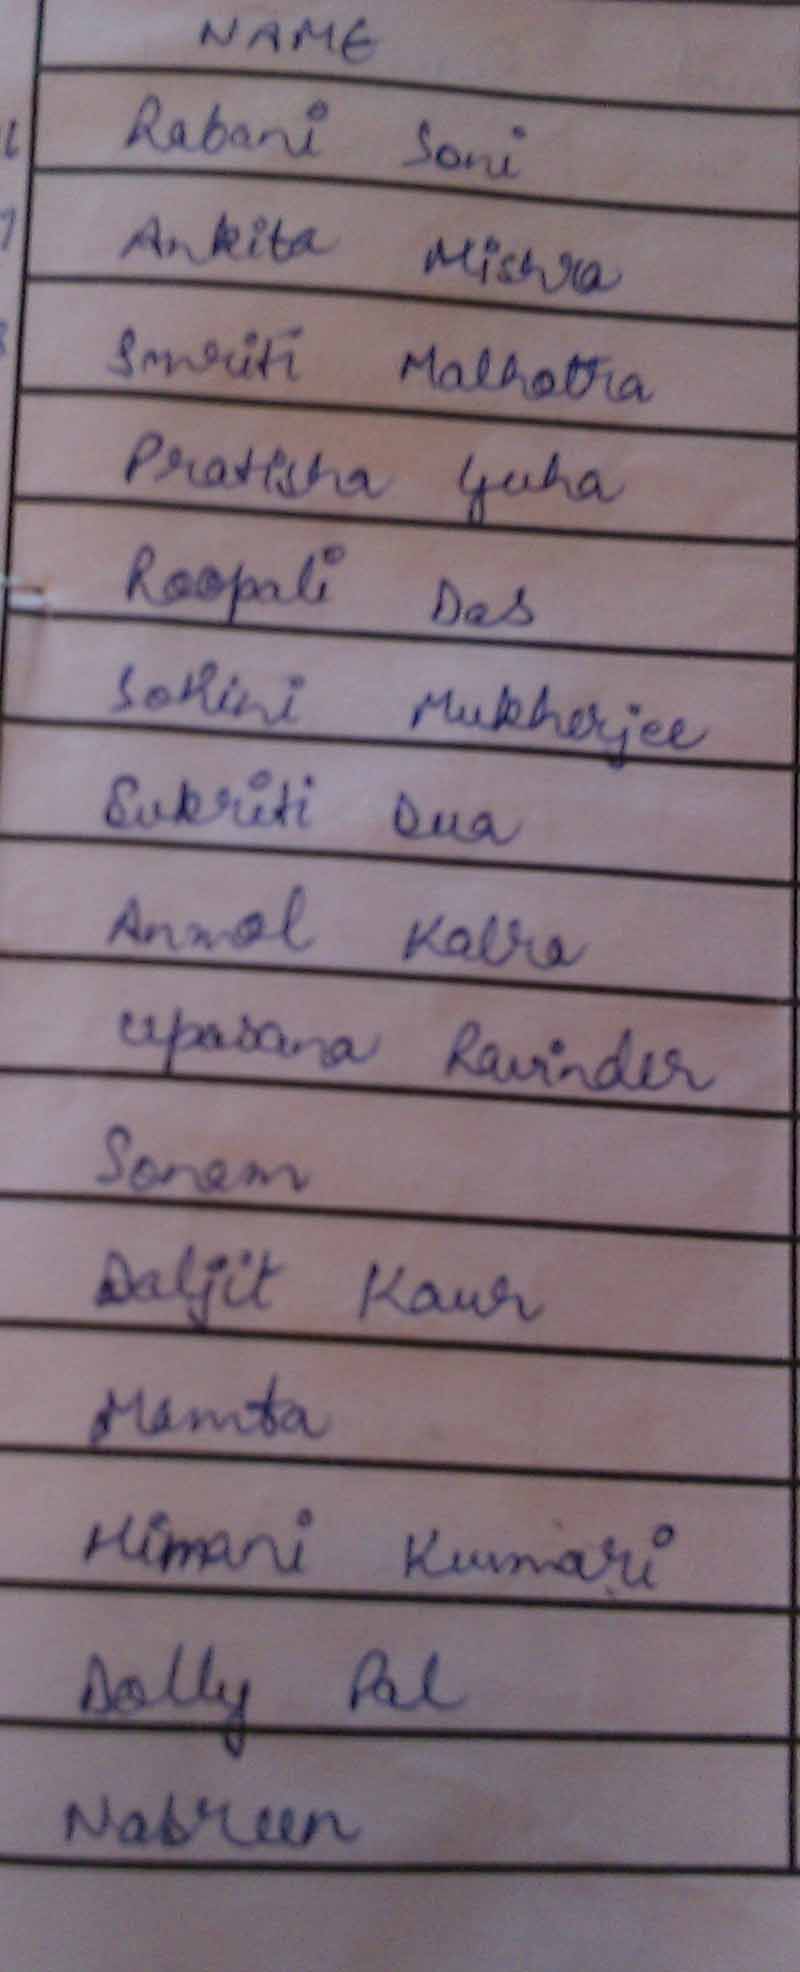 NAME
Rabani Soni
Ankita Mishra
Smriti Malhotra
Pratisha Guha
Roopali Das
Sohini Mukherjee
Sukriti Dua
Anmol Kalra
Upasana Ravinder
Sonam
Daljit Kaur
Mamta
Himani Kumari
Dolly Pal